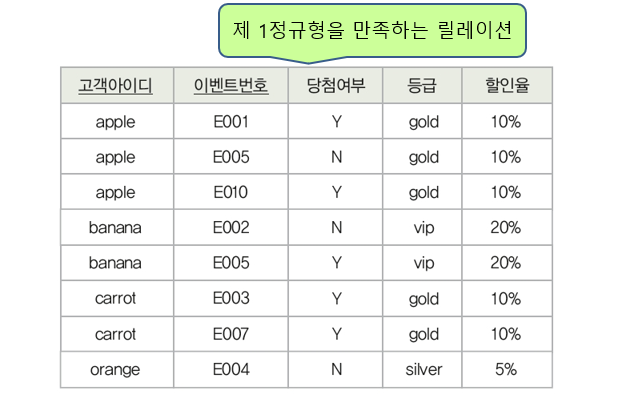 제 1정규형을 만족하는 릴레이션
고객아이디 이벤트번호 당첨여부 등급 할인율
apple E001 Y gold 10%
apple E005 N gold 10%
apple E010 Y gold 10%
banana E002 N vip 20%
banana E005 Y vip 20%
carrot E003 Y gold 10%
carrot E007 Y gold 10%
orange E004 N silver 5%